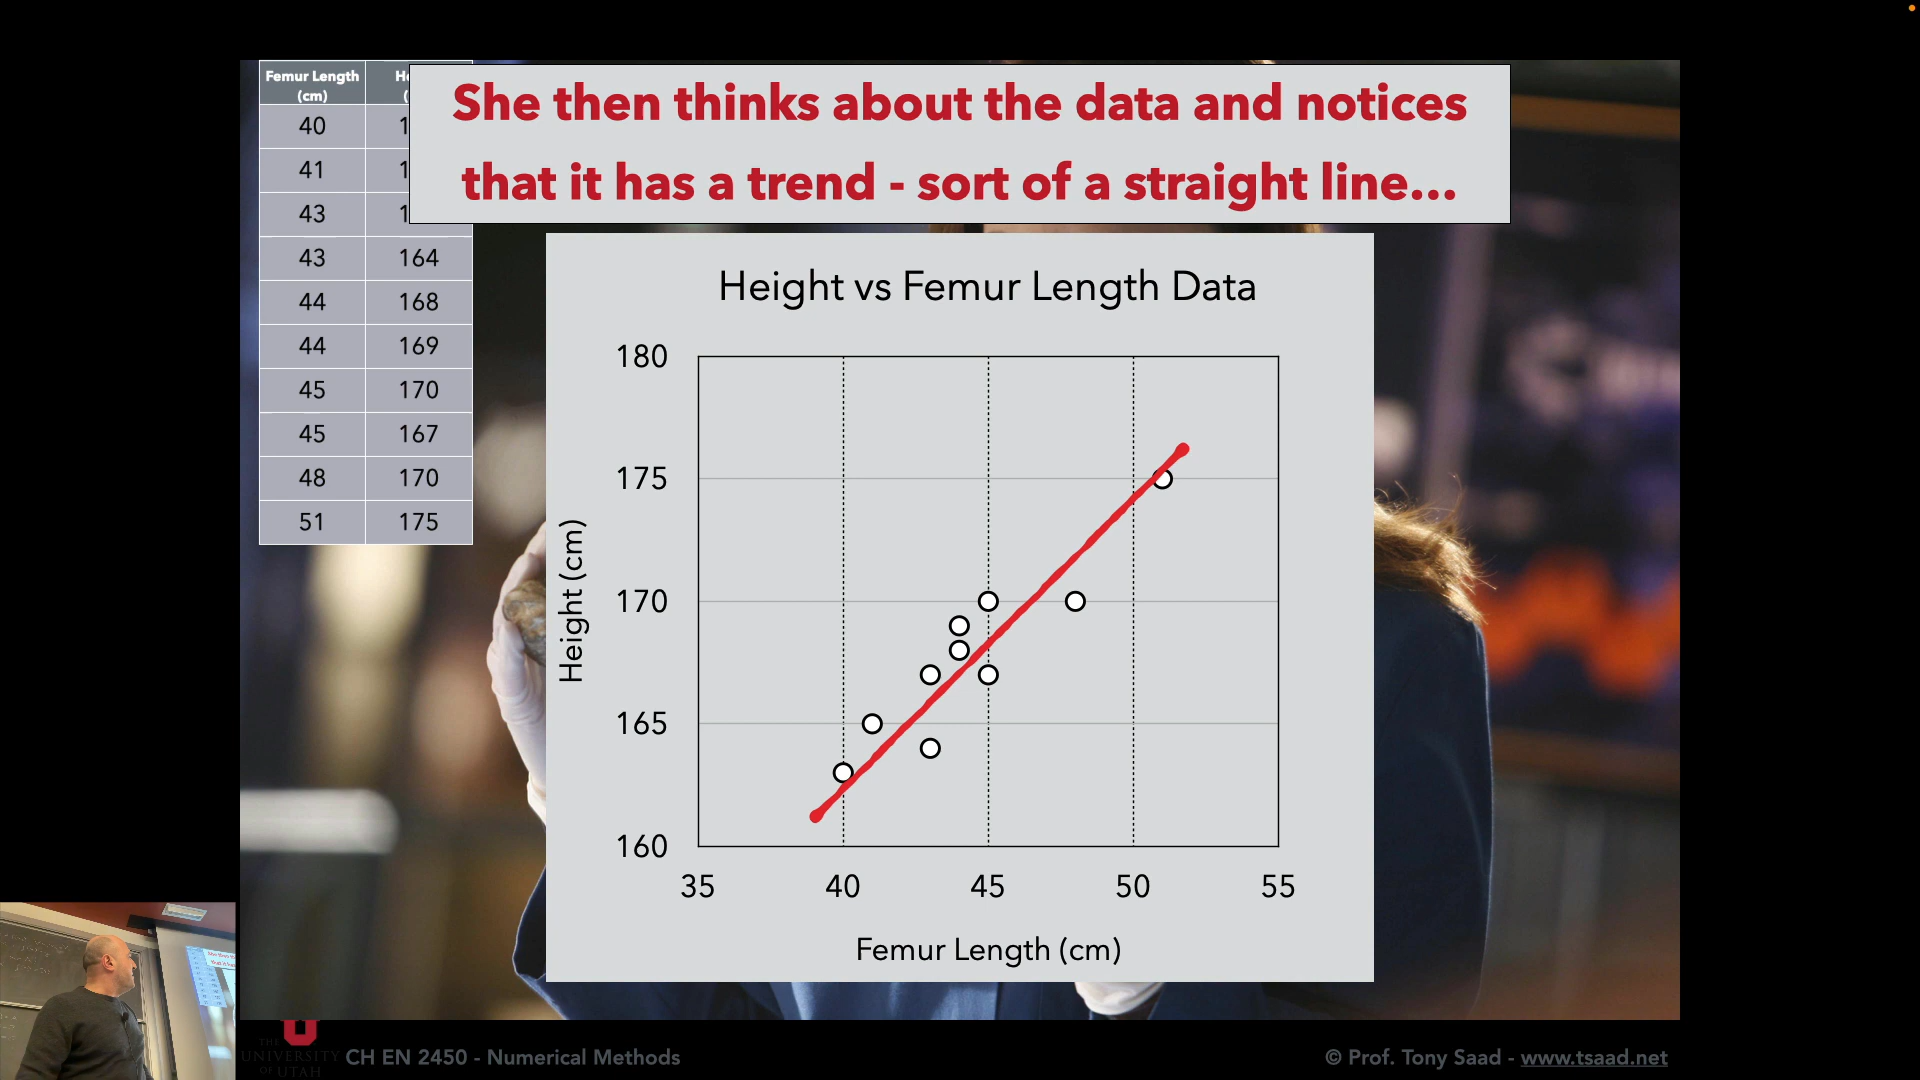 She then thinks about the data and notices
that it has a trend - sort of a straight line...
Femur Length
(cm)
40
41
43
43 164
44 168
44 169
45 170
45 167
48 170
51 175
Height vs Femur Length Data
180
175
170
165
160
Height (cm)
35 40 45 50 55
Femur Length (cm)
THE
UNIVERSITY
OF UTAH
CH EN 2450 - Numerical Methods
© Prof. Tony Saad - www.tsaad.net